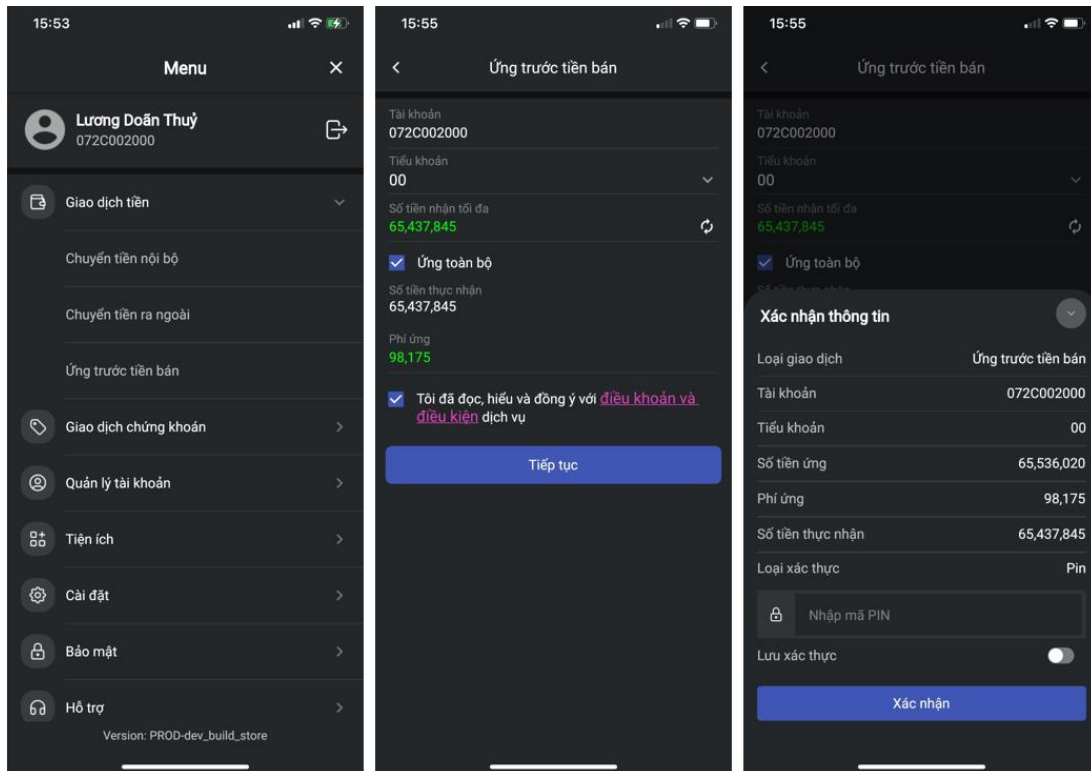 15:53
Menu
Lương Doãn Thuỷ
072C002000
Giao dịch tiền
Chuyển tiền nội bộ
Chuyển tiền ra ngoài
Ứng trước tiền bán
Giao dịch chứng khoán
Quản lý tài khoản
Tiện ích
Cài đặt
Bảo mật
Hỗ trợ
Version: PROD-dev_build_store
15:55
Ứng trước tiền bán
Tài khoản
072C002000
Tiểu khoản
00
Số tiền nhận tối đa
65,437,845
Ứng toàn bộ
Số tiền thực nhận
65,437,845
Phí ứng
98,175
Tôi đã đọc, hiểu và đồng ý với điều khoản và
điều kiện dịch vụ
Tiếp tục
15:55
Ứng trước tiền bán
Tài khoản
072C002000
Tiểu khoản
00
Số tiền nhận tối đa
65,437,845
Ứng toàn bộ
Số tiền thực nhận
Xác nhận thông tin
Loại giao dịch Ứng trước tiền bán
Tài khoản 072C002000
Tiểu khoản 00
Số tiền ứng 65,536,020
Phí ứng 98,175
Số tiền thực nhận 65,437,845
Loại xác thực Pin
Nhập mã PIN
Lưu xác thực
Xác nhận